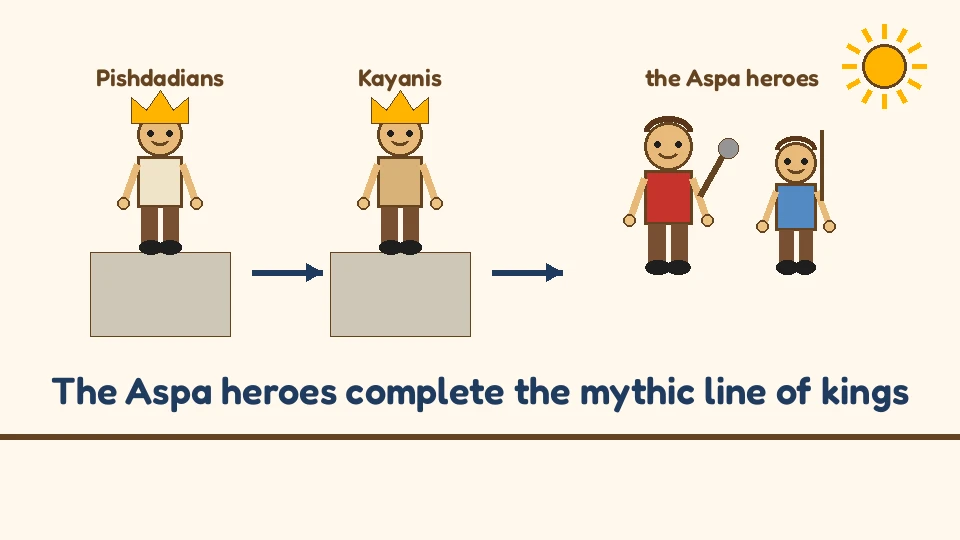 Pishdadians
Kayanis
the Aspa heroes
The Aspa heroes complete the mythic line of kings